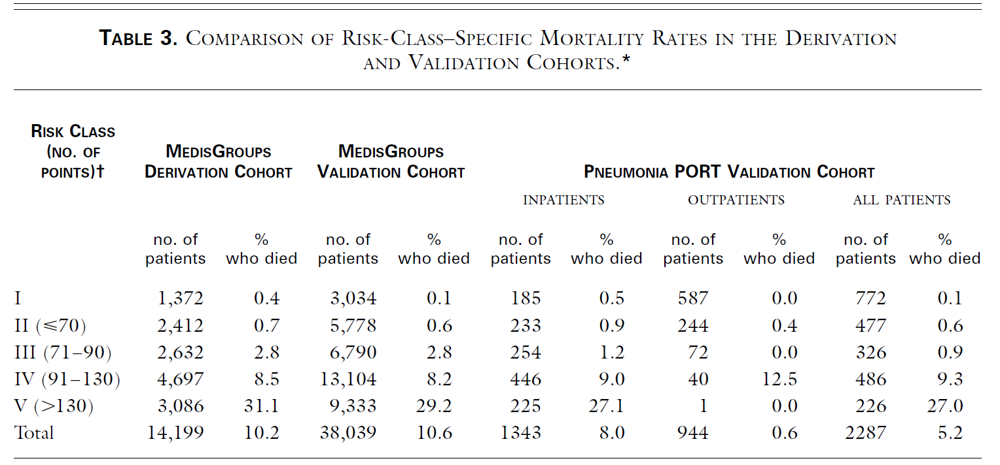 TABLE 3. COMPARISON OF RISK-CLASS–SPECIFIC MORTALITY RATES IN THE DERIVATION
AND VALIDATION COHORTS.*
RISK CLASS
(NO. OF
POINTS)†
MEDISGROUPS
DERIVATION COHORT
MEDISGROUPS
VALIDATION COHORT
PNEUMONIA PORT VALIDATION COHORT
INPATIENTS OUTPATIENTS ALL PATIENTS
no. of % no. of % no. of % no. of % no. of %
patients who died patients who died patients who died patients who died patients who died
I 1,372 0.4 3,034 0.1 185 0.5 587 0.0 772 0.1
II (≤70) 2,412 0.7 5,778 0.6 233 0.9 244 0.4 477 0.6
III (71–90) 2,632 2.8 6,790 2.8 254 1.2 72 0.0 326 0.9
IV (91–130) 4,697 8.5 13,104 8.2 446 9.0 40 12.5 486 9.3
V (>130) 3,086 31.1 9,333 29.2 225 27.1 1 0.0 226 27.0
Total 14,199 10.2 38,039 10.6 1343 8.0 944 0.6 2287 5.2